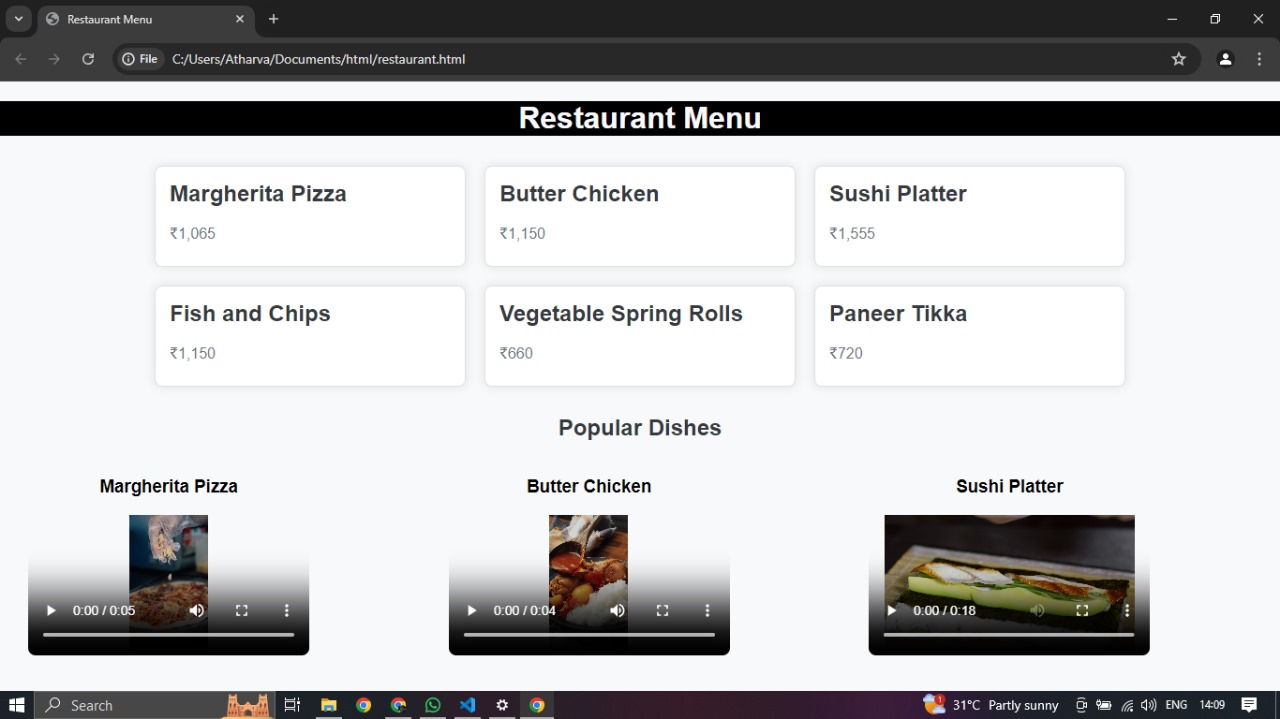 Restaurant Menu
File C:/Users/Atharva/Documents/html/restaurant.html
Restaurant Menu
Margherita Pizza
₹1,065
Butter Chicken
₹1,150
Sushi Platter
₹1,555
Fish and Chips
₹1,150
Vegetable Spring Rolls
₹660
Paneer Tikka
₹720
Popular Dishes
Margherita Pizza
Butter Chicken
Sushi Platter
0:00 / 0:05
0:00 / 0:04
0:00 / 0:18
Search
1
31°C Partly sunny
ENG
14:09